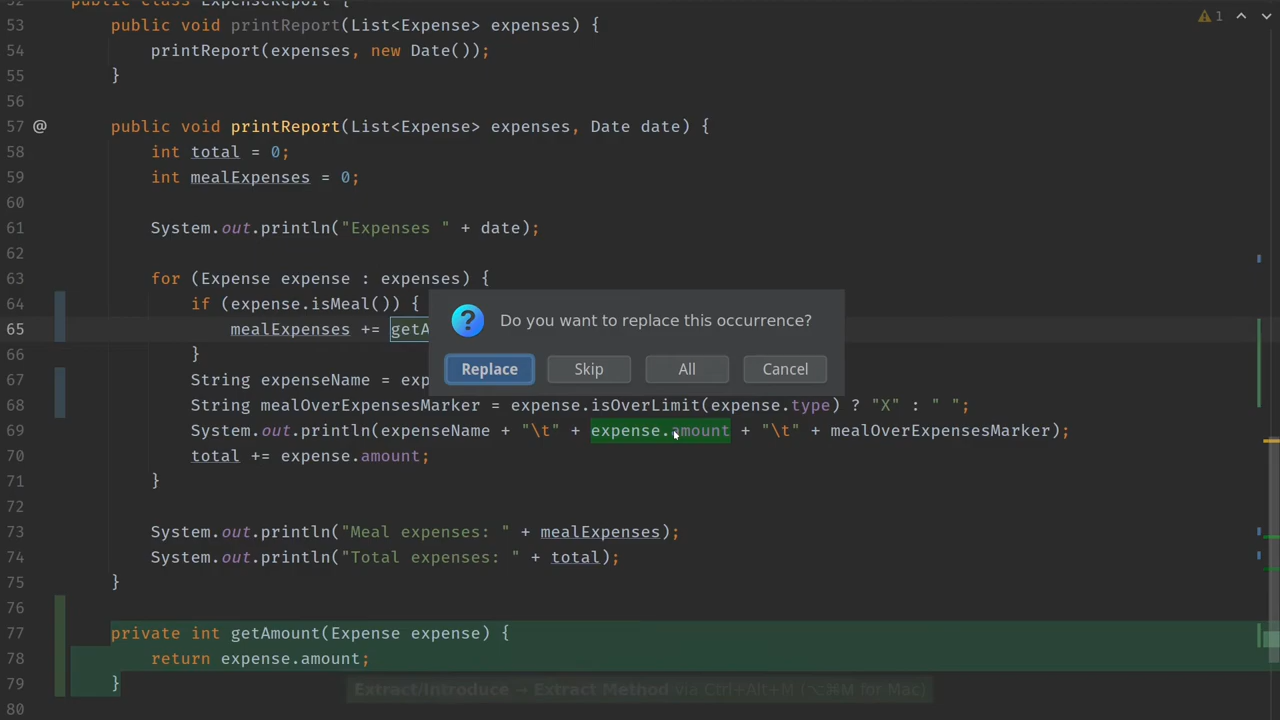 52 public class ExpenseReport {
53 public void printReport(List<Expense> expenses) {
54 printReport(expenses, new Date());
55 }
56
57 @ public void printReport(List<Expense> expenses, Date date) {
58 int total = 0;
59 int mealExpenses = 0;
60
61 System.out.println("Expenses " + date);
62
63 for (Expense expense : expenses) {
64 if (expense.isMeal()) {
65 mealExpenses += getA
66 }
67 String expenseName = exp
68 String mealOverExpensesMarker = expense.isOverLimit(expense.type) ? "X" : " ";
69 System.out.println(expenseName + "\t" + expense.amount + "\t" + mealOverExpensesMarker);
70 total += expense.amount;
71 }
72
73 System.out.println("Meal expenses: " + mealExpenses);
74 System.out.println("Total expenses: " + total);
75 }
76
77 private int getAmount(Expense expense) {
78 return expense.amount;
79 }
80
1
Do you want to replace this occurrence?
Replace Skip All Cancel
Extract/Introduce → Extract Method via Ctrl+Alt+M (⌥⌘M for Mac)